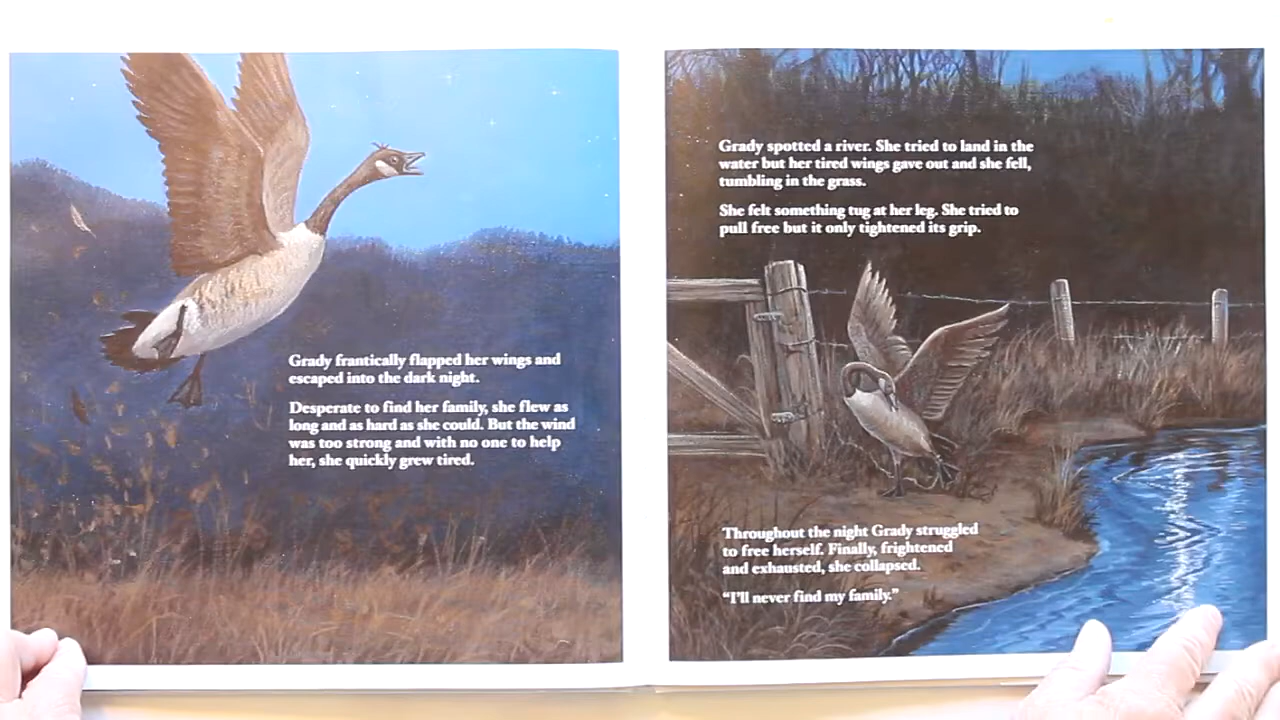 Grady frantically flapped her wings and
escaped into the dark night.
Desperate to find her family, she flew as
long and as hard as she could. But the wind
was too strong and with no one to help
her, she quickly grew tired.
Grady spotted a river. She tried to land in the
water but her tired wings gave out and she fell,
tumbling in the grass.
She felt something tug at her leg. She tried to
pull free but it only tightened its grip.
Throughout the night Grady struggled
to free herself. Finally, frightened
and exhausted, she collapsed.
“I’ll never find my family.”